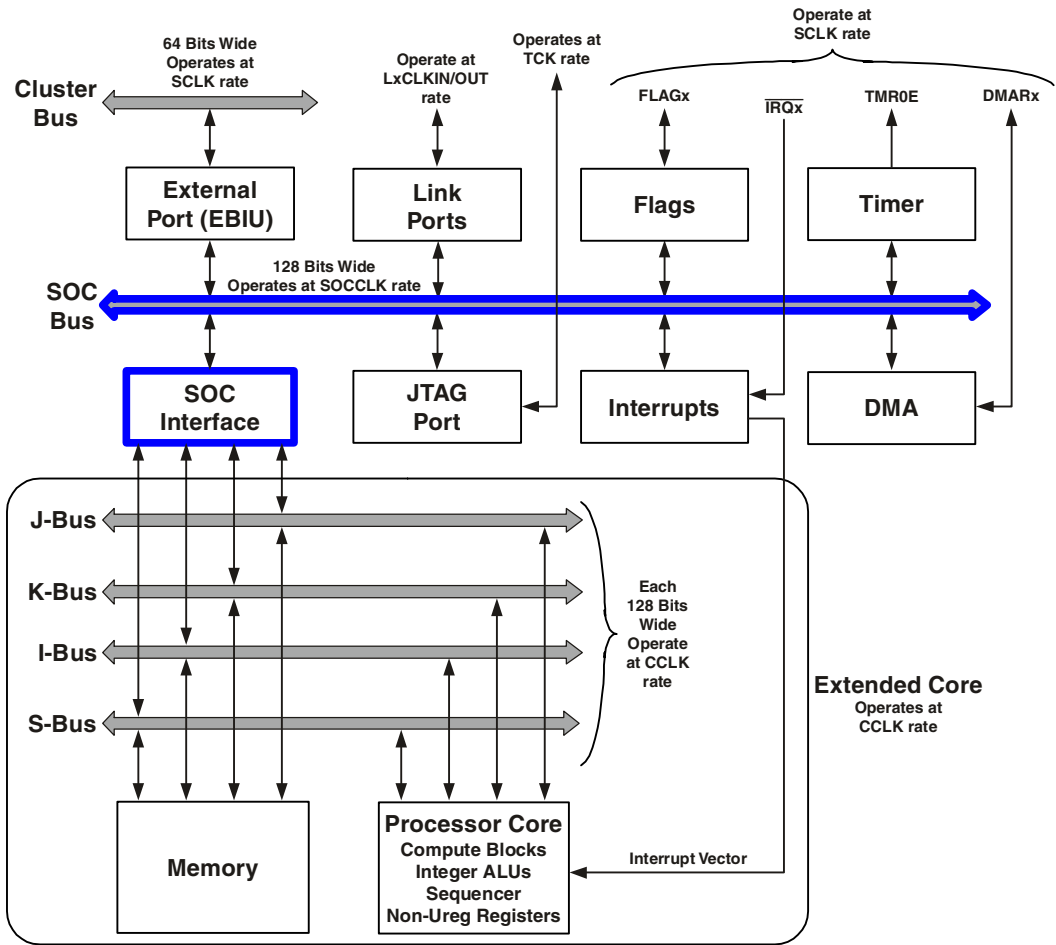 Operate at
SCLK rate
64 Bits Wide
Operates at
SCLK rate
Operate at
LxCLKIN/OUT
rate
Operates at
TCK rate
Cluster
Bus
FLAGx
IRQx
TMR0E
DMARx
External
Port (EBIU)
Link
Ports
Flags
Timer
128 Bits Wide
Operates at SOCCLK rate
SOC
Bus
SOC
Interface
JTAG
Port
Interrupts
DMA
J-Bus
K-Bus
I-Bus
S-Bus
Each
128 Bits
Wide
Operate
at CCLK
rate
Extended Core
Operates at
CCLK rate
Memory
Processor Core
Compute Blocks
Integer ALUs
Sequencer
Non-Ureg Registers
Interrupt Vector